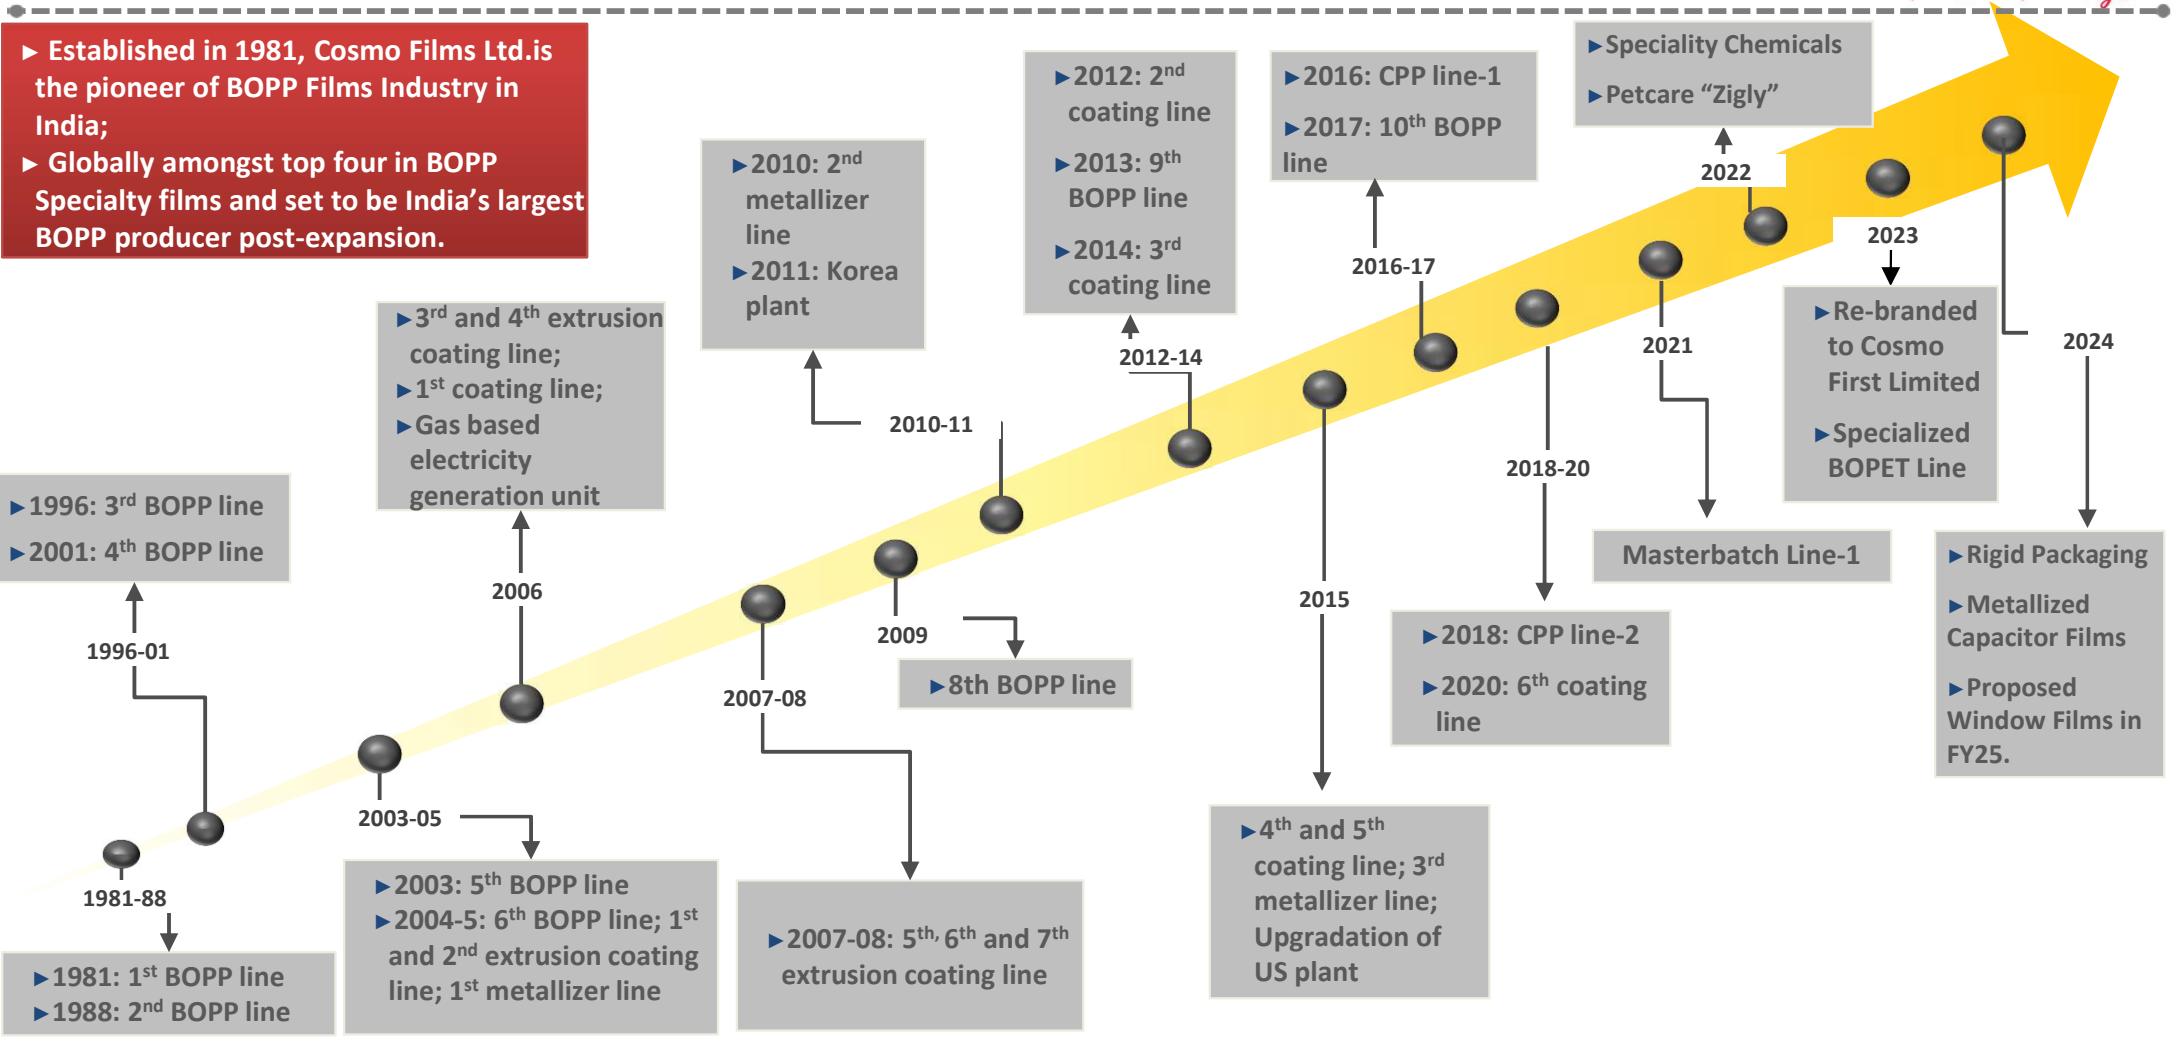 ► Established in 1981, Cosmo Films Ltd.is
the pioneer of BOPP Films Industry in
India;
► Globally amongst top four in BOPP
Specialty films and set to be India’s largest
BOPP producer post-expansion.
►1996: 3rd BOPP line
►2001: 4th BOPP line
1996-01
1981-88
►1981: 1st BOPP line
►1988: 2nd BOPP line
►3rd and 4th extrusion
coating line;
►1st coating line;
►Gas based
electricity
generation unit
2006
2003-05
►2003: 5th BOPP line
►2004-5: 6th BOPP line; 1st
and 2nd extrusion coating
line; 1st metallizer line
►2010: 2nd
metallizer
line
►2011: Korea
plant
2010-11
2007-08
►2007-08: 5th, 6th and 7th
extrusion coating line
2009
►8th BOPP line
►2012: 2nd
coating line
►2013: 9th
BOPP line
►2014: 3rd
coating line
2012-14
2015
►4th and 5th
coating line; 3rd
metallizer line;
Upgradation of
US plant
►2016: CPP line-1
►2017: 10th BOPP
line
2016-17
2018-20
►2018: CPP line-2
►2020: 6th coating
line
2021
Masterbatch Line-1
►Speciality Chemicals
►Petcare “Zigly”
2022
2023
►Re-branded
to Cosmo
First Limited
►Specialized
BOPET Line
2024
►Rigid Packaging
►Metallized
Capacitor Films
►Proposed
Window Films in
FY25.